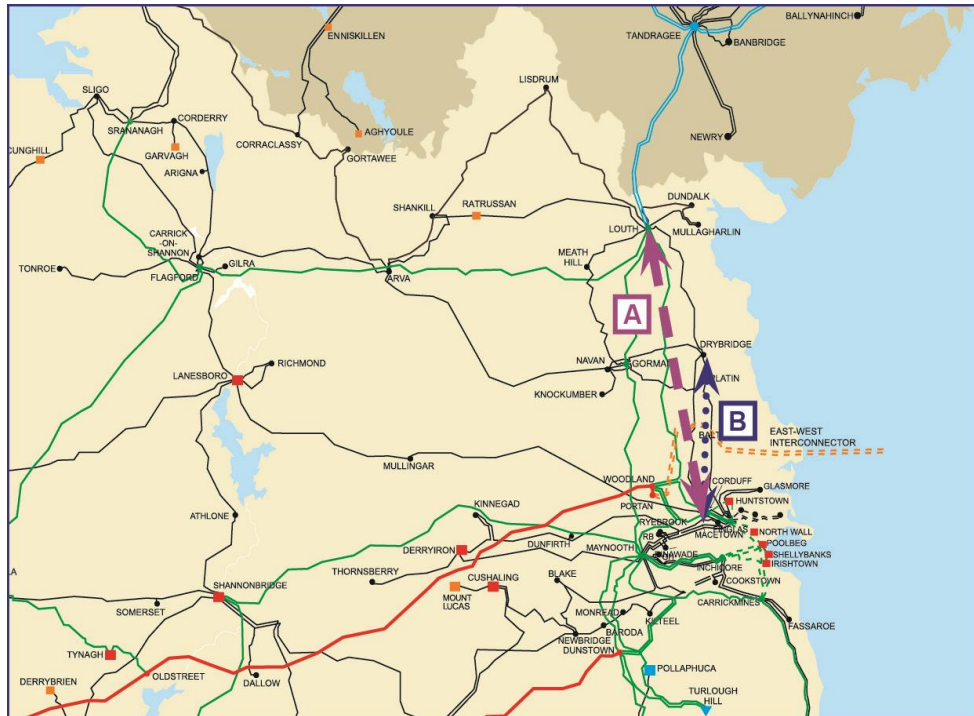 BALLYNAHINCH
ENNISKILLEN
TANDRAGEE
BANBRIDGE
LISDRUM
SLIGO
CORDERRY
SRANANAGH
AGHYOULE
NEWRY
CORRACLASSY
CUNGHILL
GARVAGH
GORTAWEE
ARIGNA
DUNDALK
SHANKILL
RATRUSSAN
LOUTH
MULLAGHARLIN
CARRICK
-ON-
SHANNON
MEATH
HILL
TONROE
GILRA
FLAGFORD
ARVA
A
DRYBRIDGE
NAVAN
GORMAN
RICHMOND
LANESBORO
PLATIN
KNOCKUMBER
B
EAST-WEST
INTERCONNECTOR
MULLINGAR
WOODLAND
CORDUFF
GLASMORE
HUNTSTOWN
PORTAN
KINNEGAD
ATHLONE
FINGLAS
NORTH WALL
MACETOWN
RYEBROOK
RB
POOLBEG
DUNFIRTH
MAYNOOTH
SHELLYBANKS
DERRYIRON
INCHICORE
IRISHTOWN
THORNSBERRY
CUSHALING
BLAKE
COOKSTOWN
SHANNONBRIDGE
MOUNT
LUCAS
CARRICKMINES
SOMERSET
MONREAD
KILTEEL
FASSAROE
BARODA
NEWBRIDGE
DUNSTOWN
TYNAGH
POLLAPHUCA
OLDSTREET
DALLOW
DERRYBRIEN
TURLOUGH
HILL